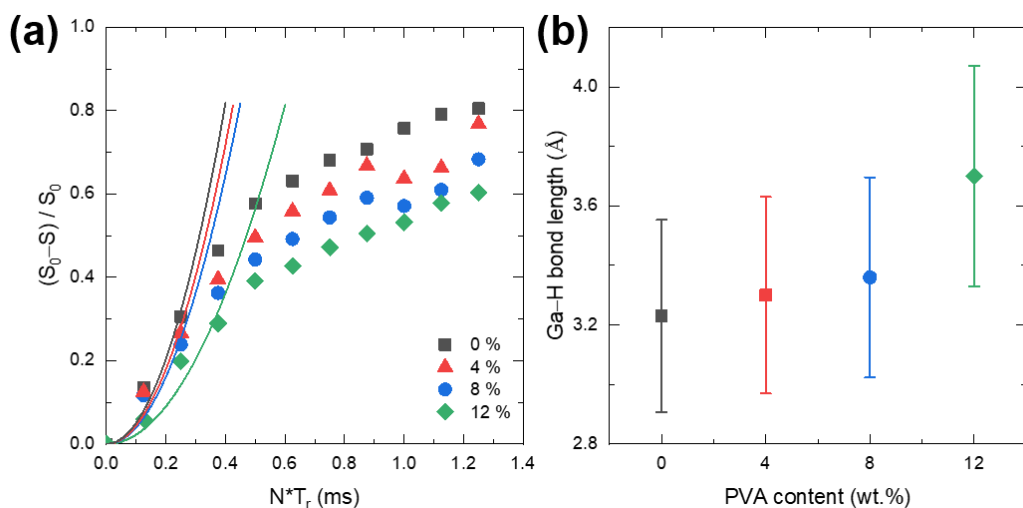 (a)
1.0
0.8
0.6
0.4
0.2
0.0
(S₀–S) / S₀
0 %
4 %
8 %
12 %
0.0 0.2 0.4 0.6 0.8 1.0 1.2 1.4
N*Tᵣ (ms)
(b)
4.0
3.6
3.2
2.8
Ga–H bond length (Å)
0 4 8 12
PVA content (wt.%)